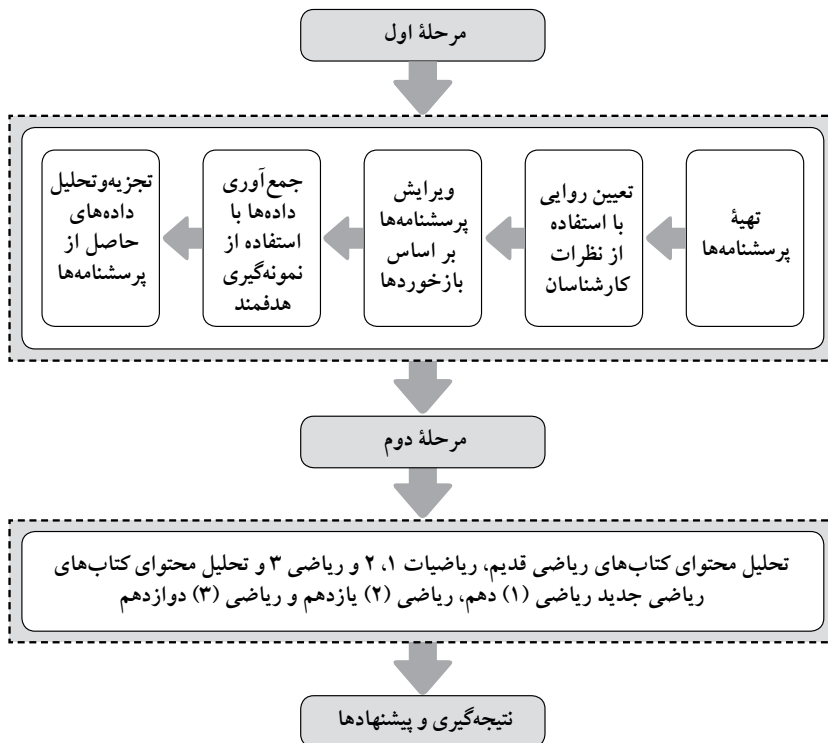 مرحلهٔ اول
تهیهٔ
پرسشنامه‌ها
تعیین روایی
با استفاده
از نظرات
کارشناسان
ویرایش
پرسشنامه‌ها
بر اساس
بازخوردها
جمع‌آوری
داده‌ها با
استفاده از
نمونه‌گیری
هدفمند
تجزیه‌وتحلیل
داده‌های
حاصل از
پرسشنامه‌ها
مرحلهٔ دوم
تحلیل محتوای کتاب‌های ریاضی قدیم، ریاضیات ۱، ۲ و ریاضی ۳ و تحلیل محتوای کتاب‌های
ریاضی جدید ریاضی (۱) دهم، ریاضی (۲) یازدهم و ریاضی (۳) دوازدهم
نتیجه‌گیری و پیشنهادها